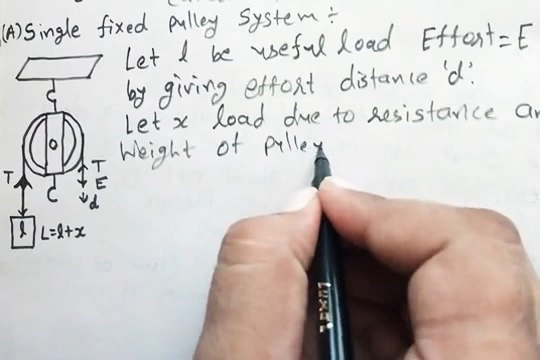 (A) Single fixed pulley System ÷
Let l be useful load Effort = E
by giving effort distance 'd'.
Let x load due to resistance an
Weight of pulley
T
T
E
d
l
L=l+x